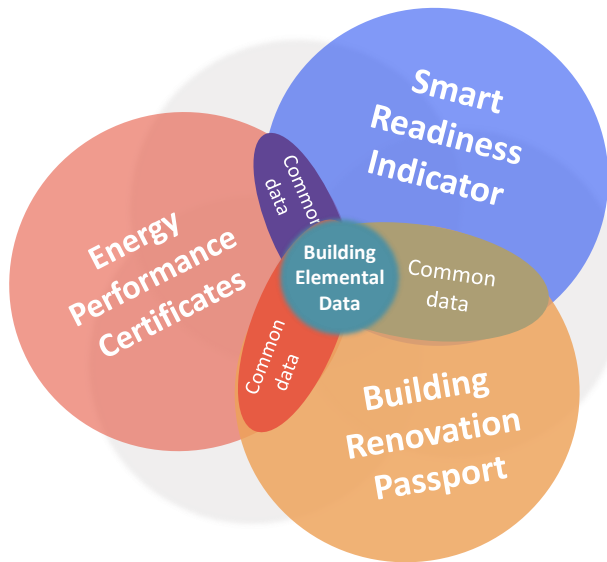 Smart
Readiness
Indicator
Energy
Performance
Certificates
Common
data
Building
Elemental
Data
Common
data
Common
data
Building
Renovation
Passport